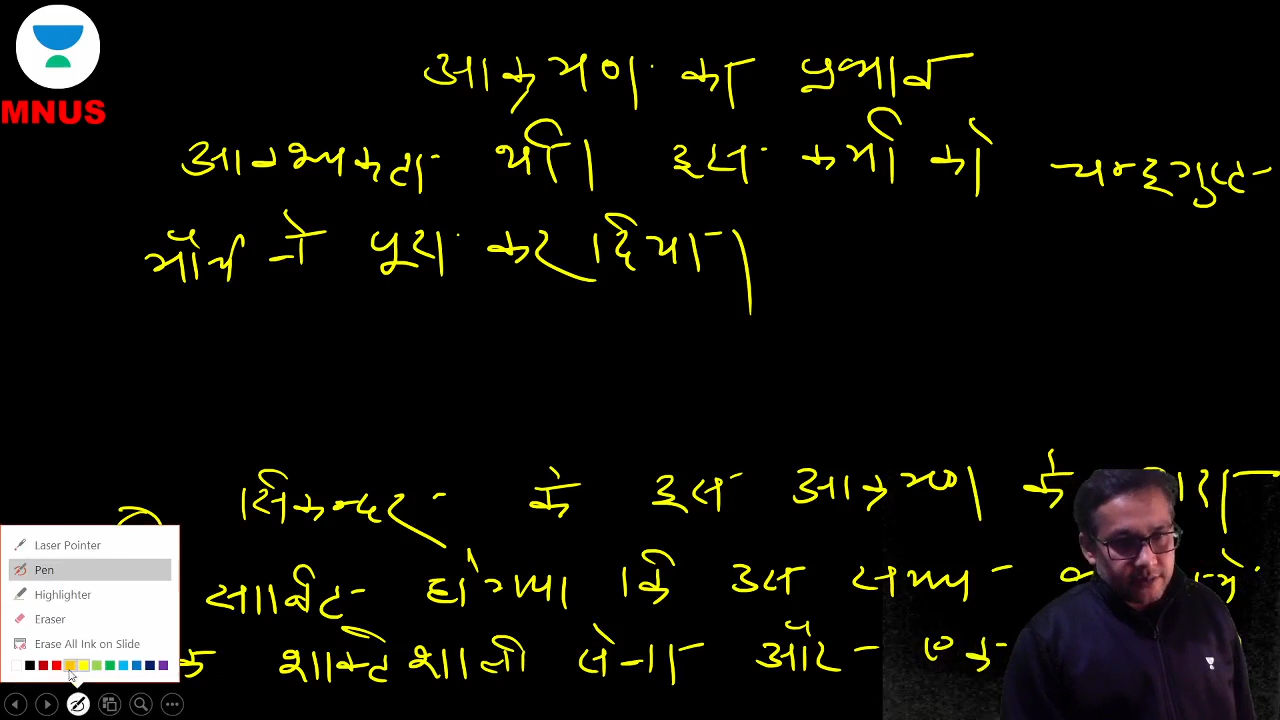 MNUS
आक्रमण का प्रभाव
आवश्यकता थी। इस कमी को चन्द्रगुप्त
मौर्य ने पूरा कर दिया।
सिकन्दर के इस आक्रमण के द्वारा
साबित होगया कि उस समय
शक्तिशाली सेना और एक
Laser Pointer
Pen
Highlighter
Eraser
Erase All Ink on Slide